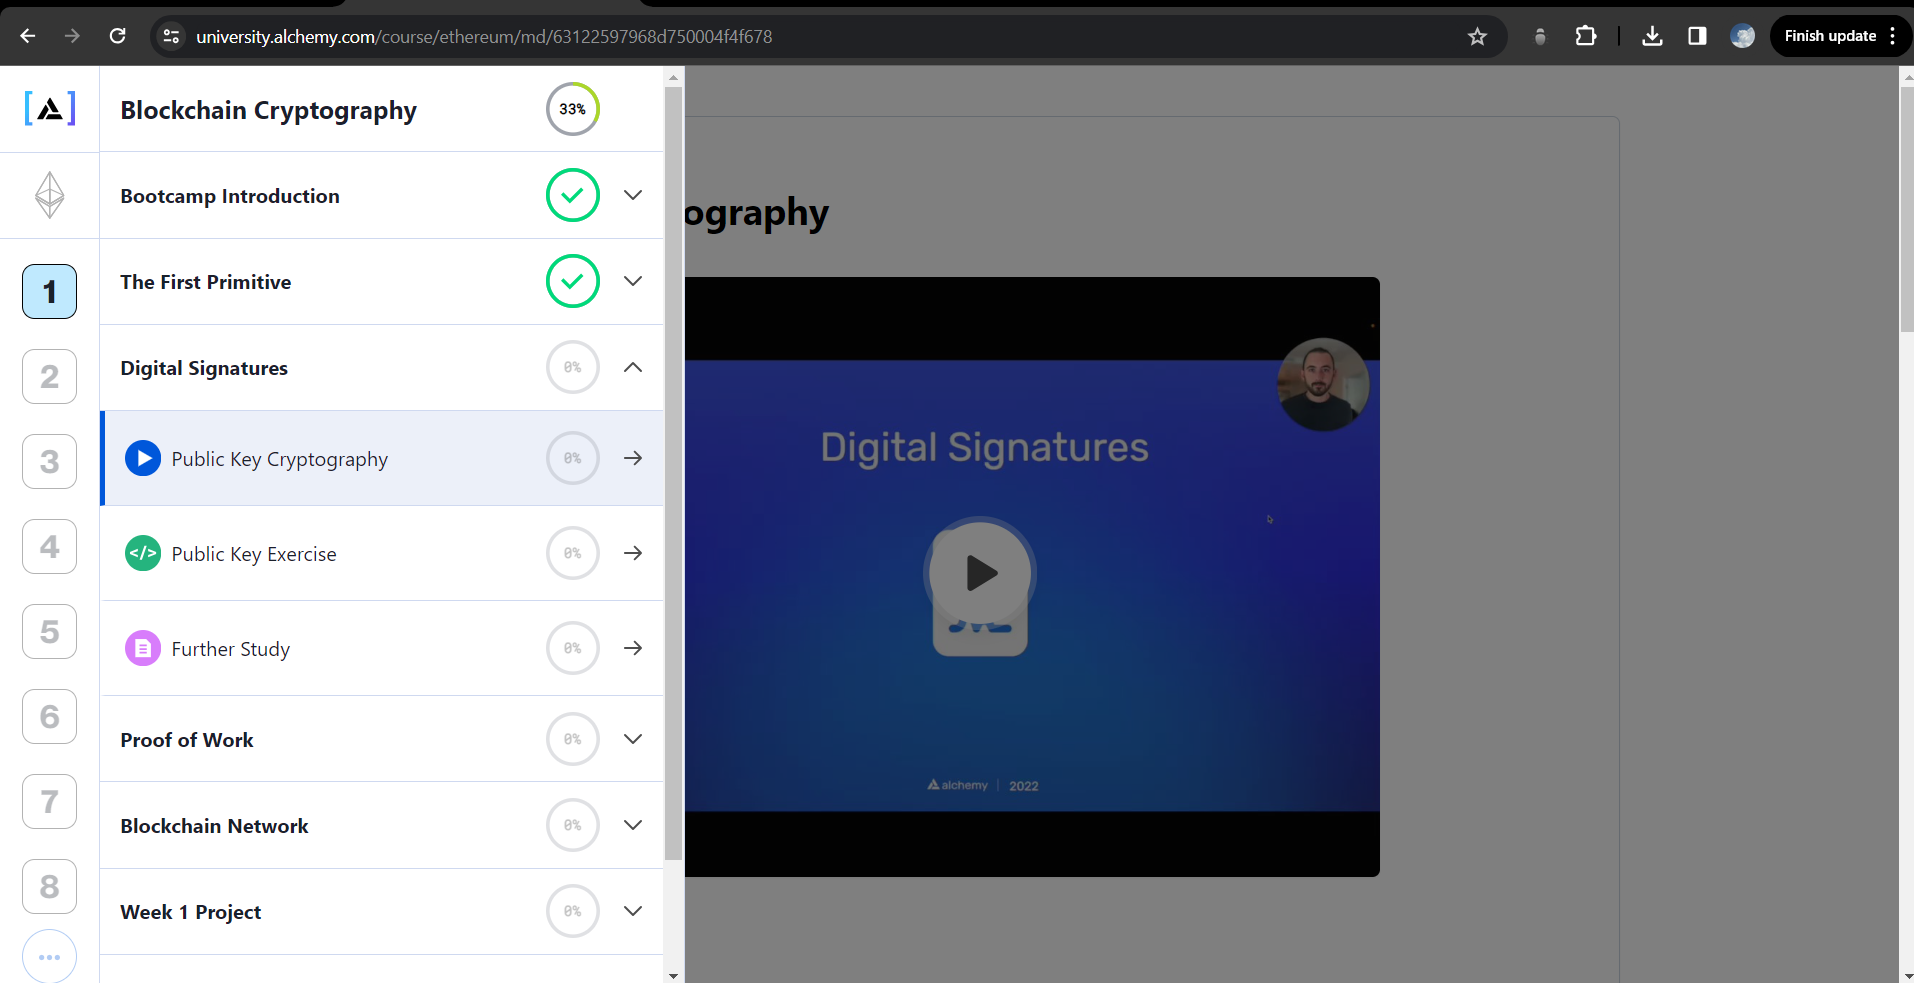 university.alchemy.com/course/ethereum/md/63122597968d750004f4f678
Finish update
Blockchain Cryptography
33%
Bootcamp Introduction
The First Primitive
Digital Signatures
0%
Public Key Cryptography
0%
Public Key Exercise
0%
Further Study
0%
Proof of Work
0%
Blockchain Network
0%
Week 1 Project
0%
1
2
3
4
5
6
7
8
ography
Digital Signatures
alchemy | 2022